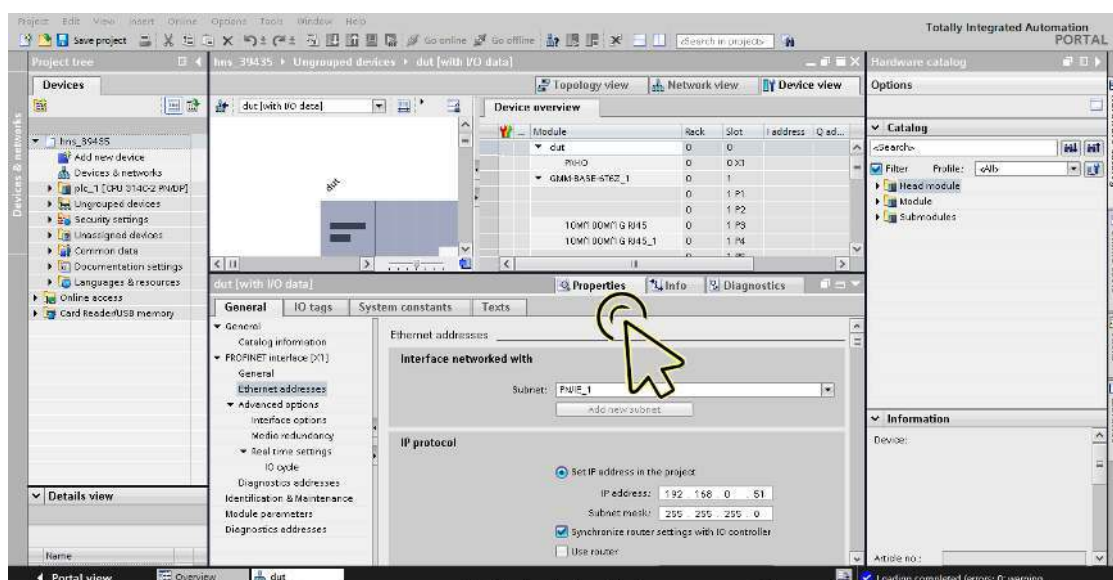 Project Edit View Insert Online Options Tools Window Help
Totally Integrated Automation
PORTAL
Save project Go online Go offline <Search in project>
Project tree
hms_39435 Ungrouped devices dut [with I/O data]
Hardware catalog
Devices
Topology view Network view Device view
Options
dut [with I/O data]
Device overview
Module Rack Slot I address Q ad...
Catalog
hms_39435
dut 0 0
<Search>
Add new device
PN-IO 0 0 X1
Filter Profile: <All>
Devices & networks
GMM-BASE-ST6Z_1 0 1
Head module
plc_1 [CPU 314C-2 PN/DP]
0 1 P1
Module
Ungrouped devices
0 1 P2
Submodules
Security settings
dut
10M/100M/1G RJ45 0 1 P3
Unassigned devices
10M/100M/1G RJ45_1 0 1 P4
Common data
Documentation settings
Languages & resources
Online access
Card Reader/USB memory
Devices & networks
dut [with I/O data]
Properties Info Diagnostics
General IO tags System constants Texts
General
Catalog information
PROFINET interface [X1]
General
Ethernet addresses
Advanced options
Interface options
Media redundancy
Real time settings
IO cycle
Diagnostics addresses
Identification & Maintenance
Module parameters
Diagnostics addresses
Ethernet addresses
Interface networked with
Subnet: PN/IE_1
Add new subnet
IP protocol
Set IP address in the project
IP address: 192 . 168 . 0 . 51
Subnet mask: 255 . 255 . 255 . 0
Synchronize router settings with IO controller
Use router
Information
Device:
Article no.:
Details view
Name
Portal view Overview dut
Loading completed (errors: 0; warning